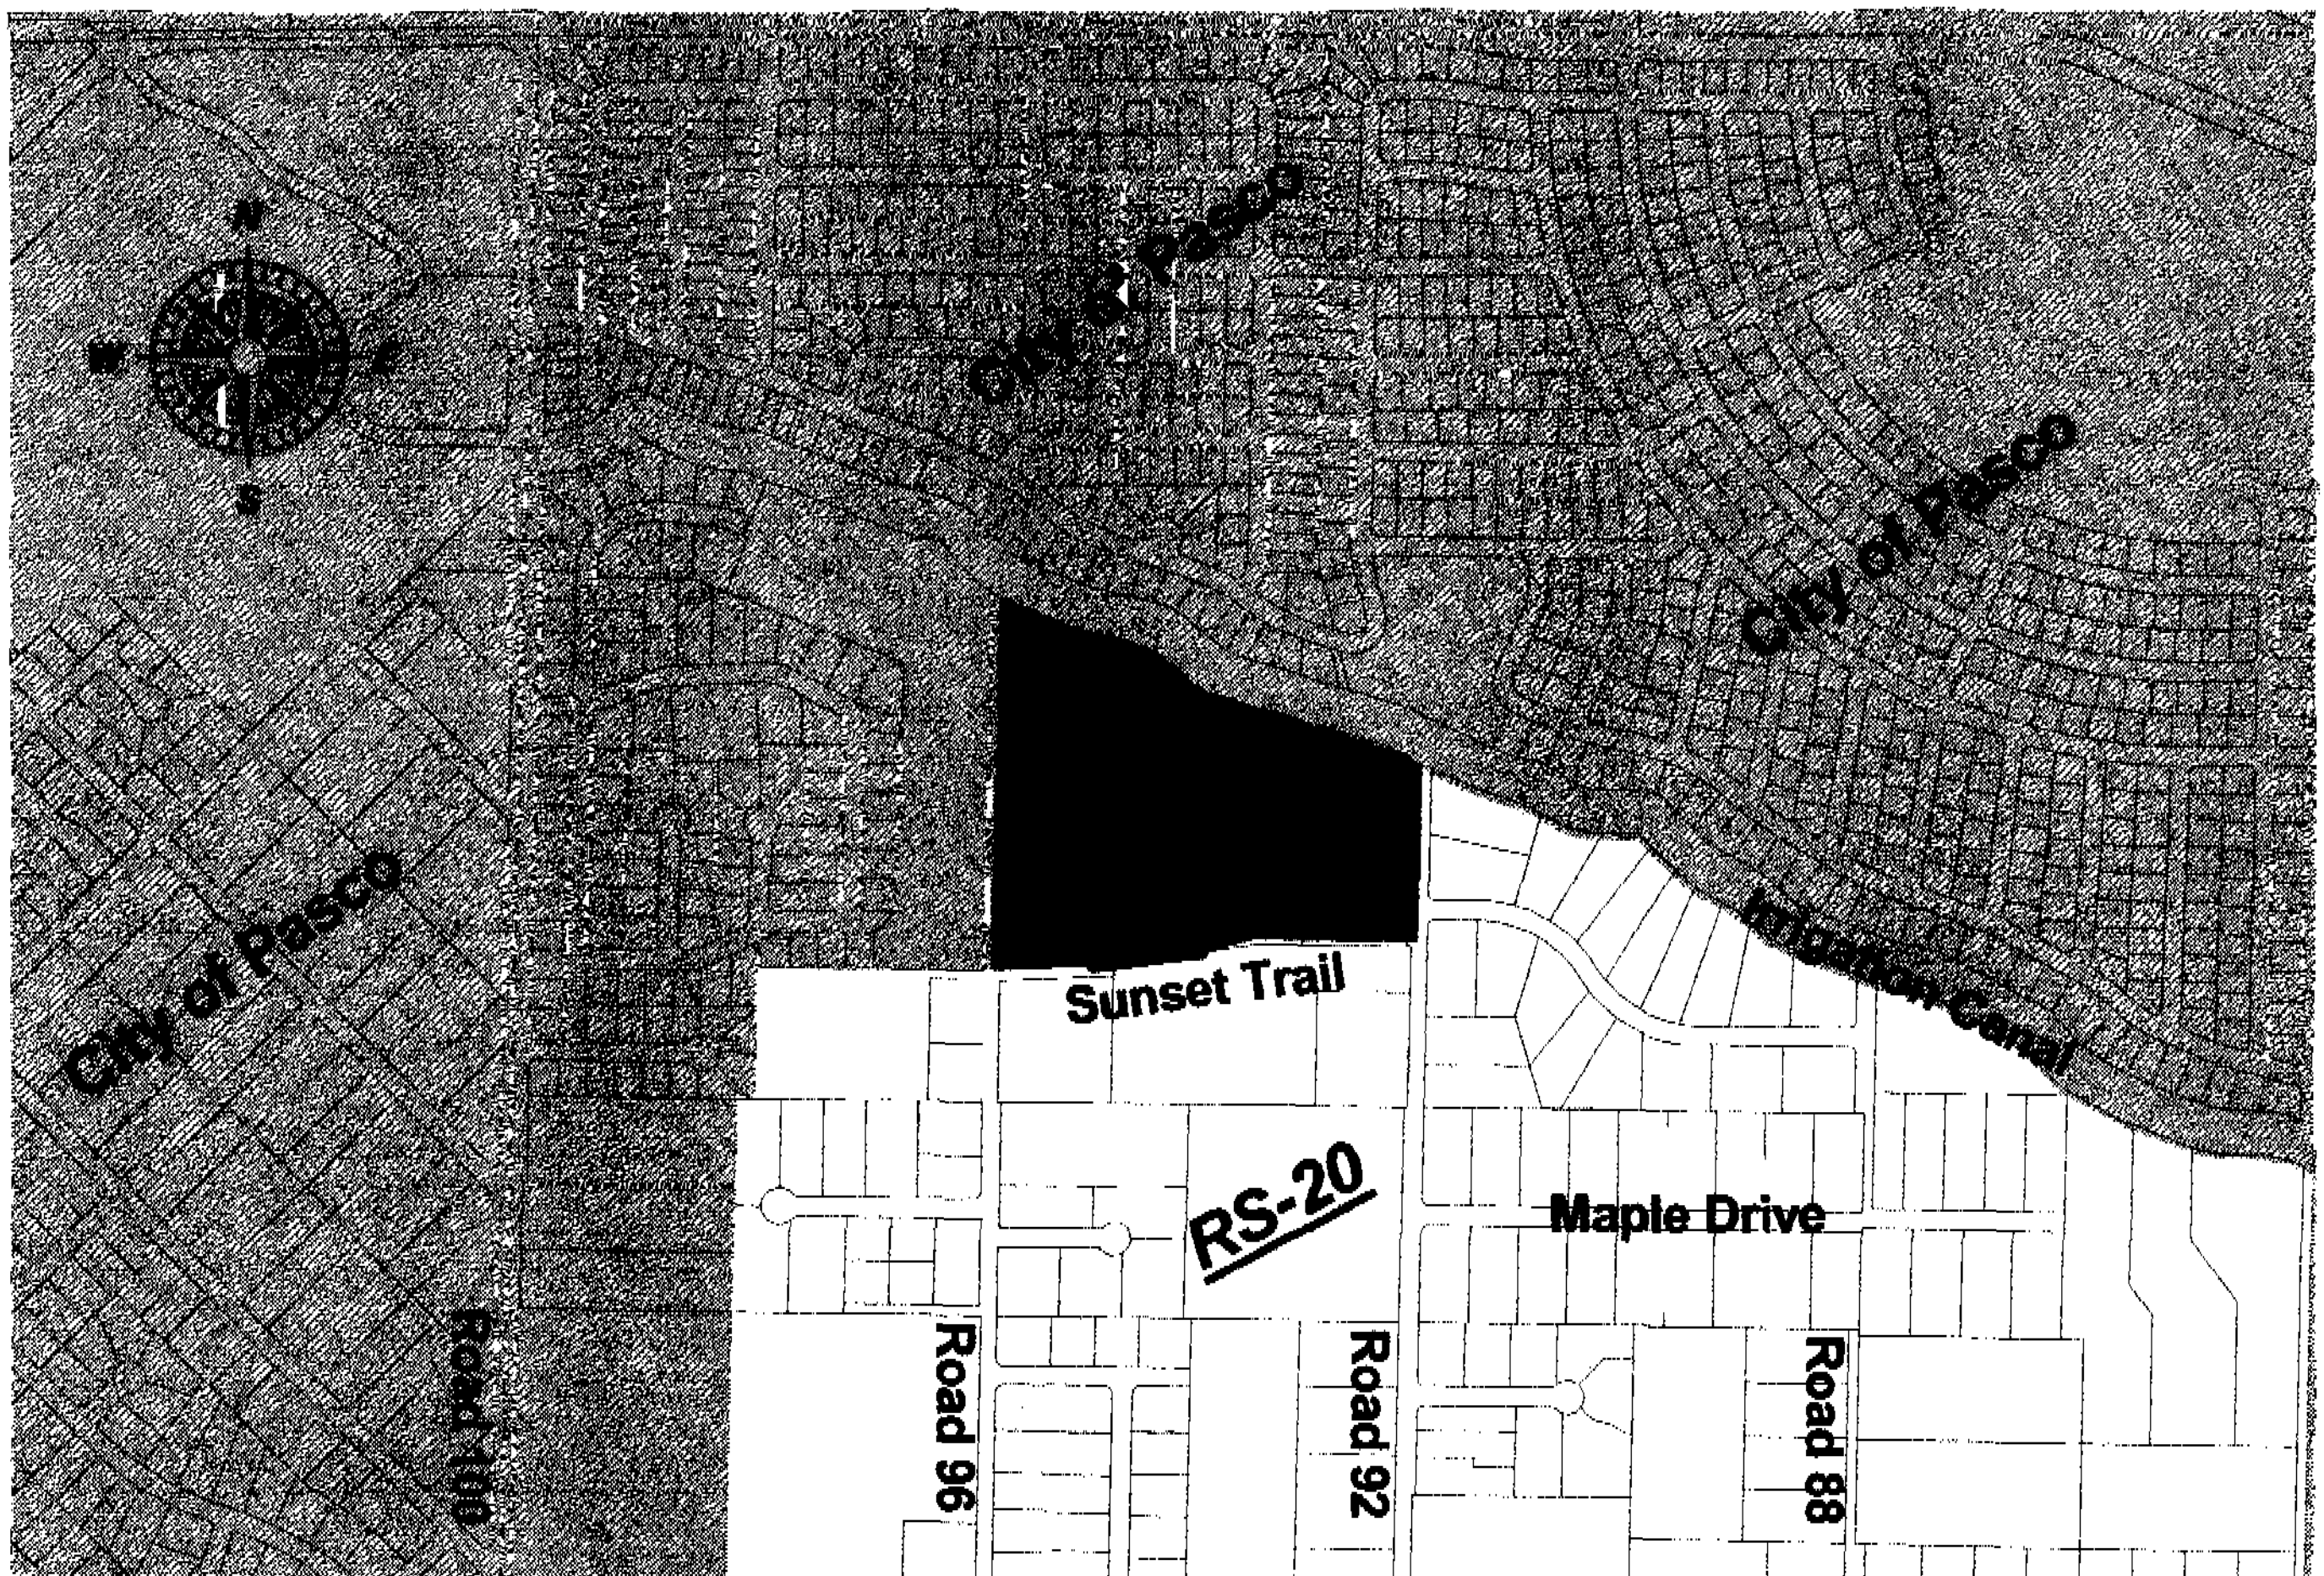 N
City of Pasco
W E
City of Pasco
S
City of Pasco
Irrigation Canal
Sunset Trail
RS-20
Maple Drive
Road 100
Road 96
Road 92
Road 88